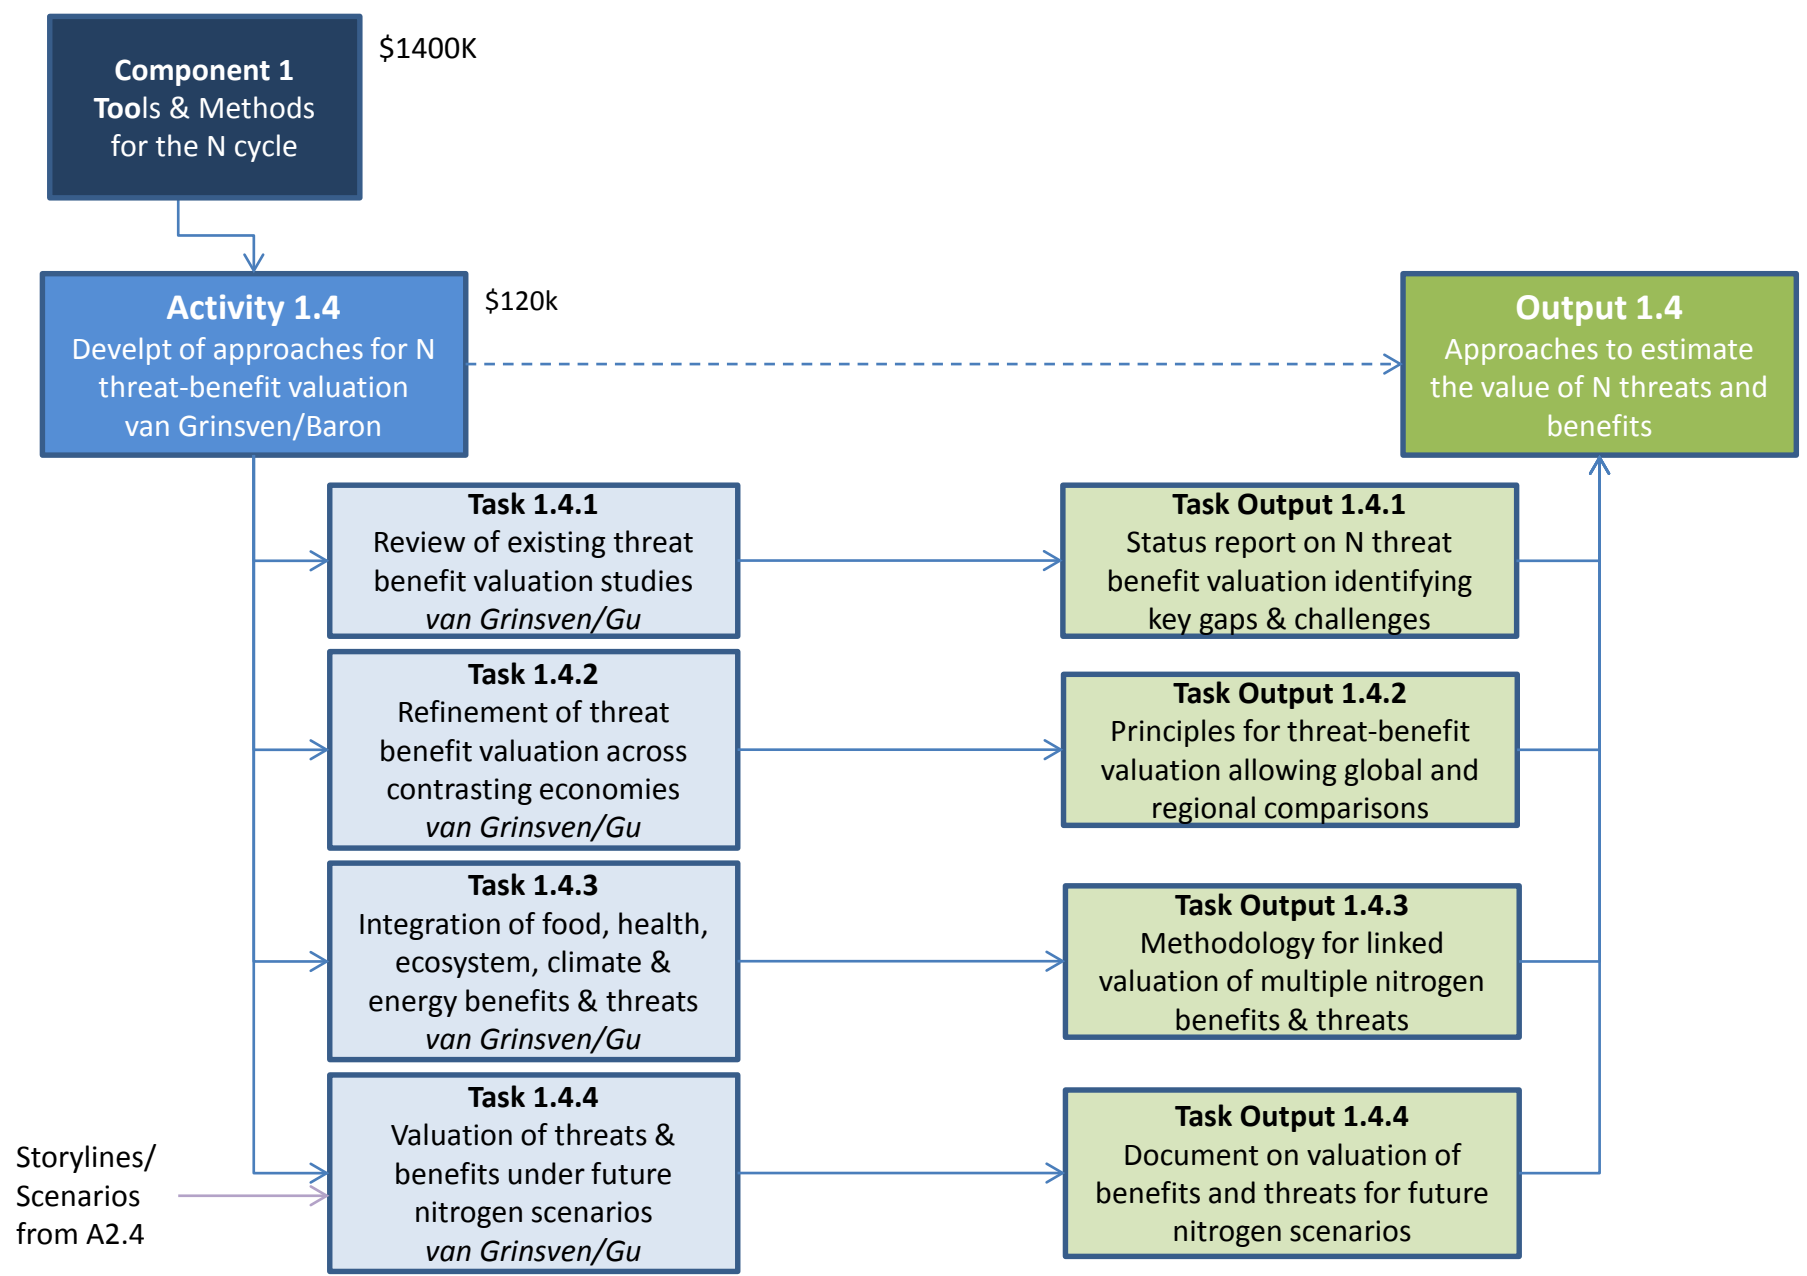 Component 1
Tools & Methods
for the N cycle
$1400K
Activity 1.4
Develpt of approaches for N
threat-benefit valuation
van Grinsven/Baron
$120k
Output 1.4
Approaches to estimate
the value of N threats and
benefits
Task 1.4.1
Review of existing threat
benefit valuation studies
van Grinsven/Gu
Task Output 1.4.1
Status report on N threat
benefit valuation identifying
key gaps & challenges
Task 1.4.2
Refinement of threat
benefit valuation across
contrasting economies
van Grinsven/Gu
Task Output 1.4.2
Principles for threat-benefit
valuation allowing global and
regional comparisons
Task 1.4.3
Integration of food, health,
ecosystem, climate &
energy benefits & threats
van Grinsven/Gu
Task Output 1.4.3
Methodology for linked
valuation of multiple nitrogen
benefits & threats
Storylines/
Scenarios
from A2.4
Task 1.4.4
Valuation of threats &
benefits under future
nitrogen scenarios
van Grinsven/Gu
Task Output 1.4.4
Document on valuation of
benefits and threats for future
nitrogen scenarios